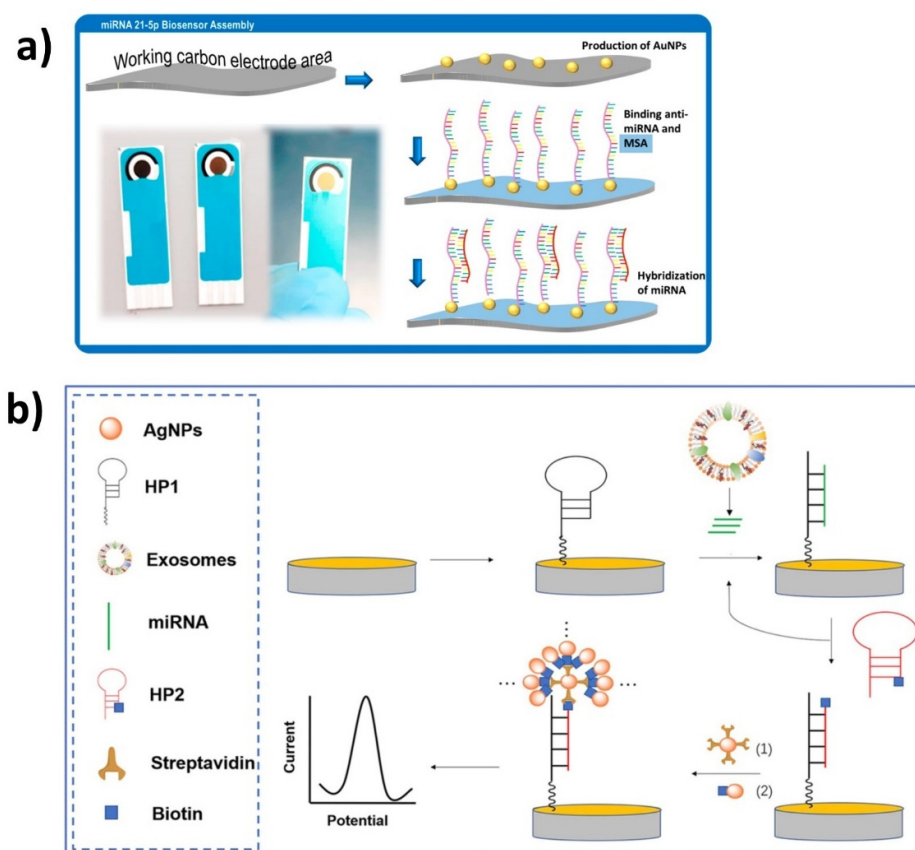 miRNA 21-5p Biosensor Assembly
a)
Working carbon electrode area
Production of AuNPs
Binding anti-
miRNA and
MSA
Hybridization
of miRNA
b)
AgNPs
HP1
Exosomes
miRNA
HP2
Streptavidin
Biotin
Current
Potential
(1)
(2)